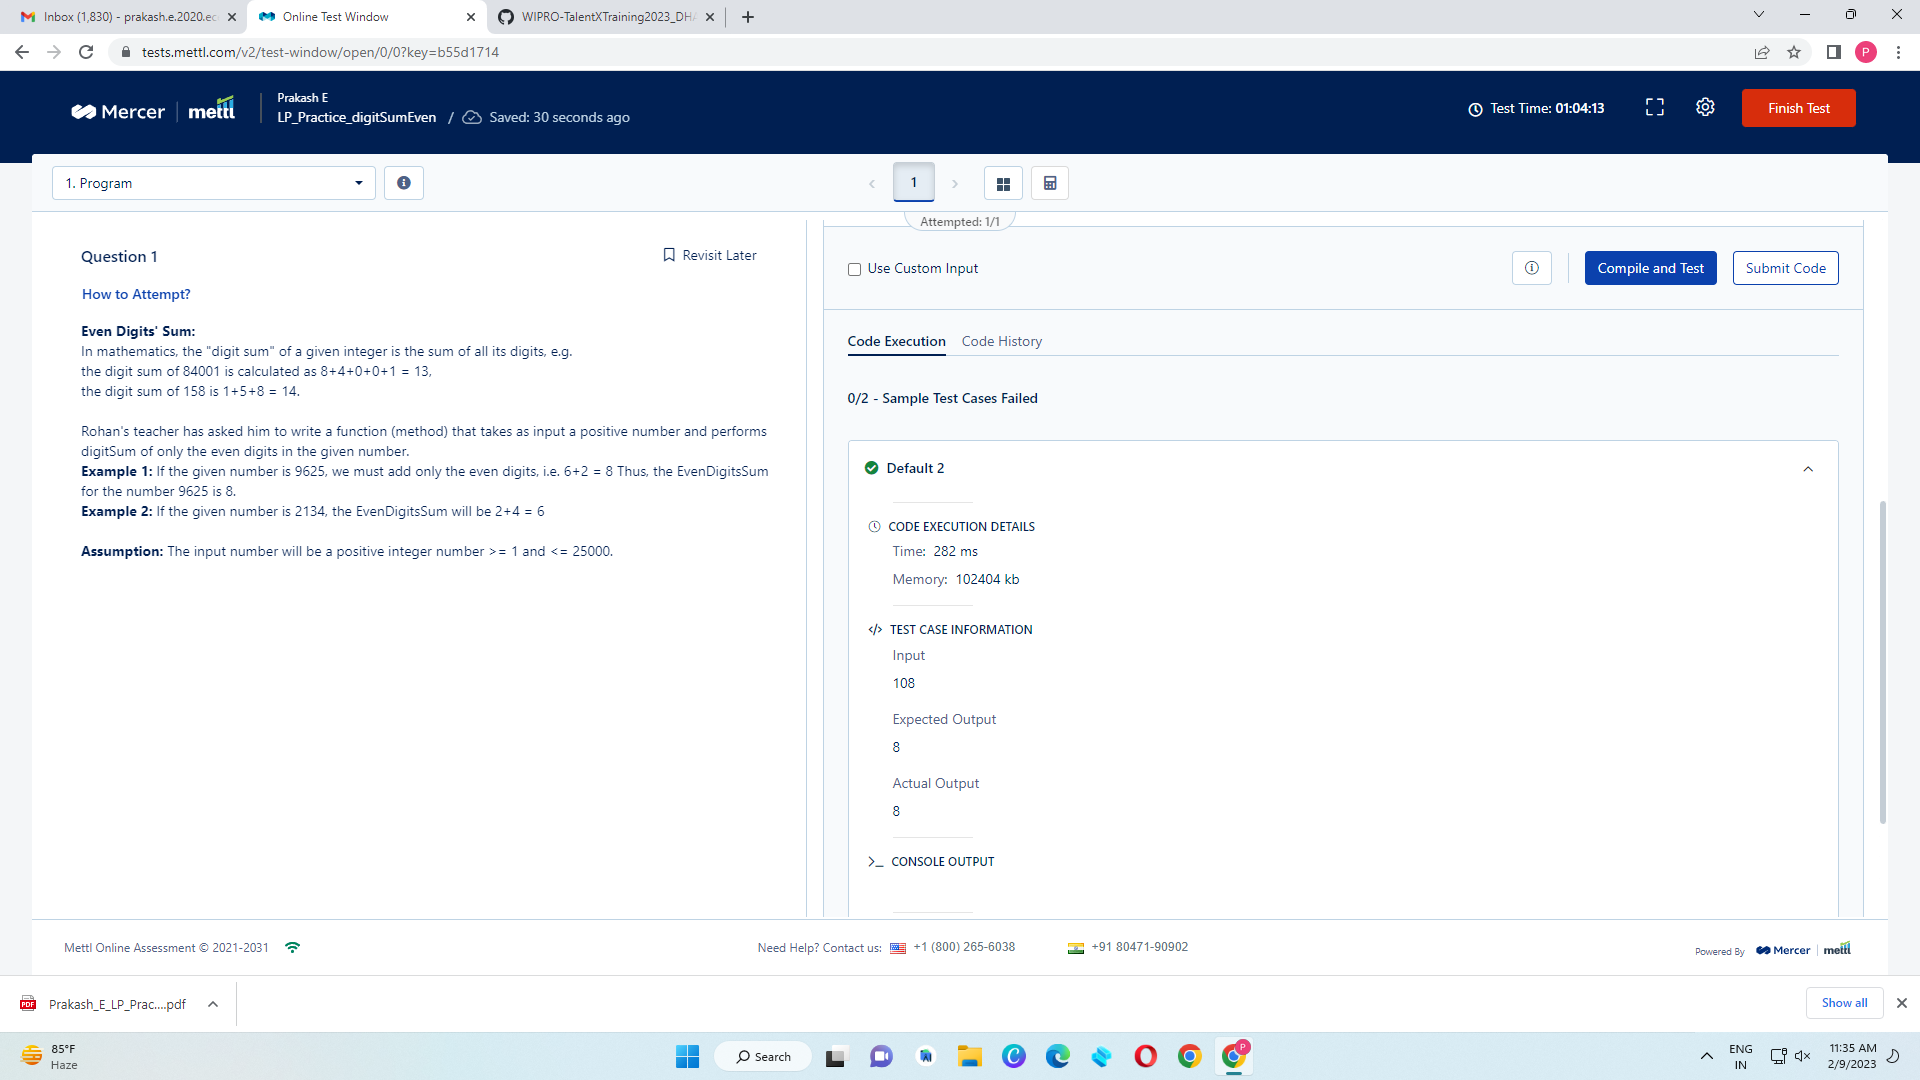 Inbox (1,830) - prakash.e.2020.ec
Online Test Window
WIPRO-TalentXTraining2023_DHA
tests.mettl.com/v2/test-window/open/0/0?key=b55d1714
P
Mercer
mettl
Prakash E
LP_Practice_digitSumEven / Saved: 30 seconds ago
Test Time: 01:04:13
Finish Test
1. Program
1
Attempted: 1/1
Question 1
Revisit Later
How to Attempt?
Even Digits' Sum:
In mathematics, the "digit sum" of a given integer is the sum of all its digits, e.g.
the digit sum of 84001 is calculated as 8+4+0+0+1 = 13,
the digit sum of 158 is 1+5+8 = 14.
Rohan's teacher has asked him to write a function (method) that takes as input a positive number and performs
digitSum of only the even digits in the given number.
Example 1: If the given number is 9625, we must add only the even digits, i.e. 6+2 = 8 Thus, the EvenDigitsSum
for the number 9625 is 8.
Example 2: If the given number is 2134, the EvenDigitsSum will be 2+4 = 6
Assumption: The input number will be a positive integer number >= 1 and <= 25000.
Use Custom Input
Compile and Test
Submit Code
Code Execution
Code History
0/2 - Sample Test Cases Failed
Default 2
CODE EXECUTION DETAILS
Time: 282 ms
Memory: 102404 kb
</> TEST CASE INFORMATION
Input
108
Expected Output
8
Actual Output
8
>_ CONSOLE OUTPUT
Mettl Online Assessment © 2021-2031
Need Help? Contact us: +1 (800) 265-6038
+91 80471-90902
Powered By Mercer mettl
PDF
Prakash_E_LP_Prac....pdf
Show all
85°F
Haze
Search
P
ENG
IN
11:35 AM
2/9/2023